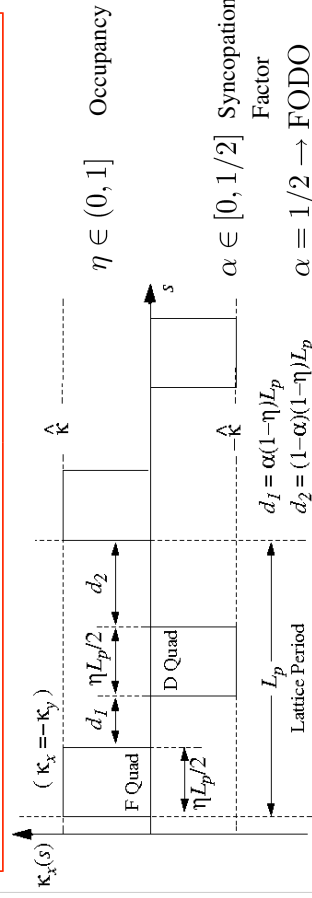 κₓ(s)
( κₓ = −κᵧ )
κ̂
η ∈ (0, 1] Occupancy
F Quad
d₁
ηLₚ/2
d₂
s
D Quad
ηLₚ/2
−κ̂
α ∈ [0, 1/2] Syncopation
Factor
Lₚ
Lattice Period
d₁ = α(1−η)Lₚ
d₂ = (1−α)(1−η)Lₚ
α = 1/2 → FODO